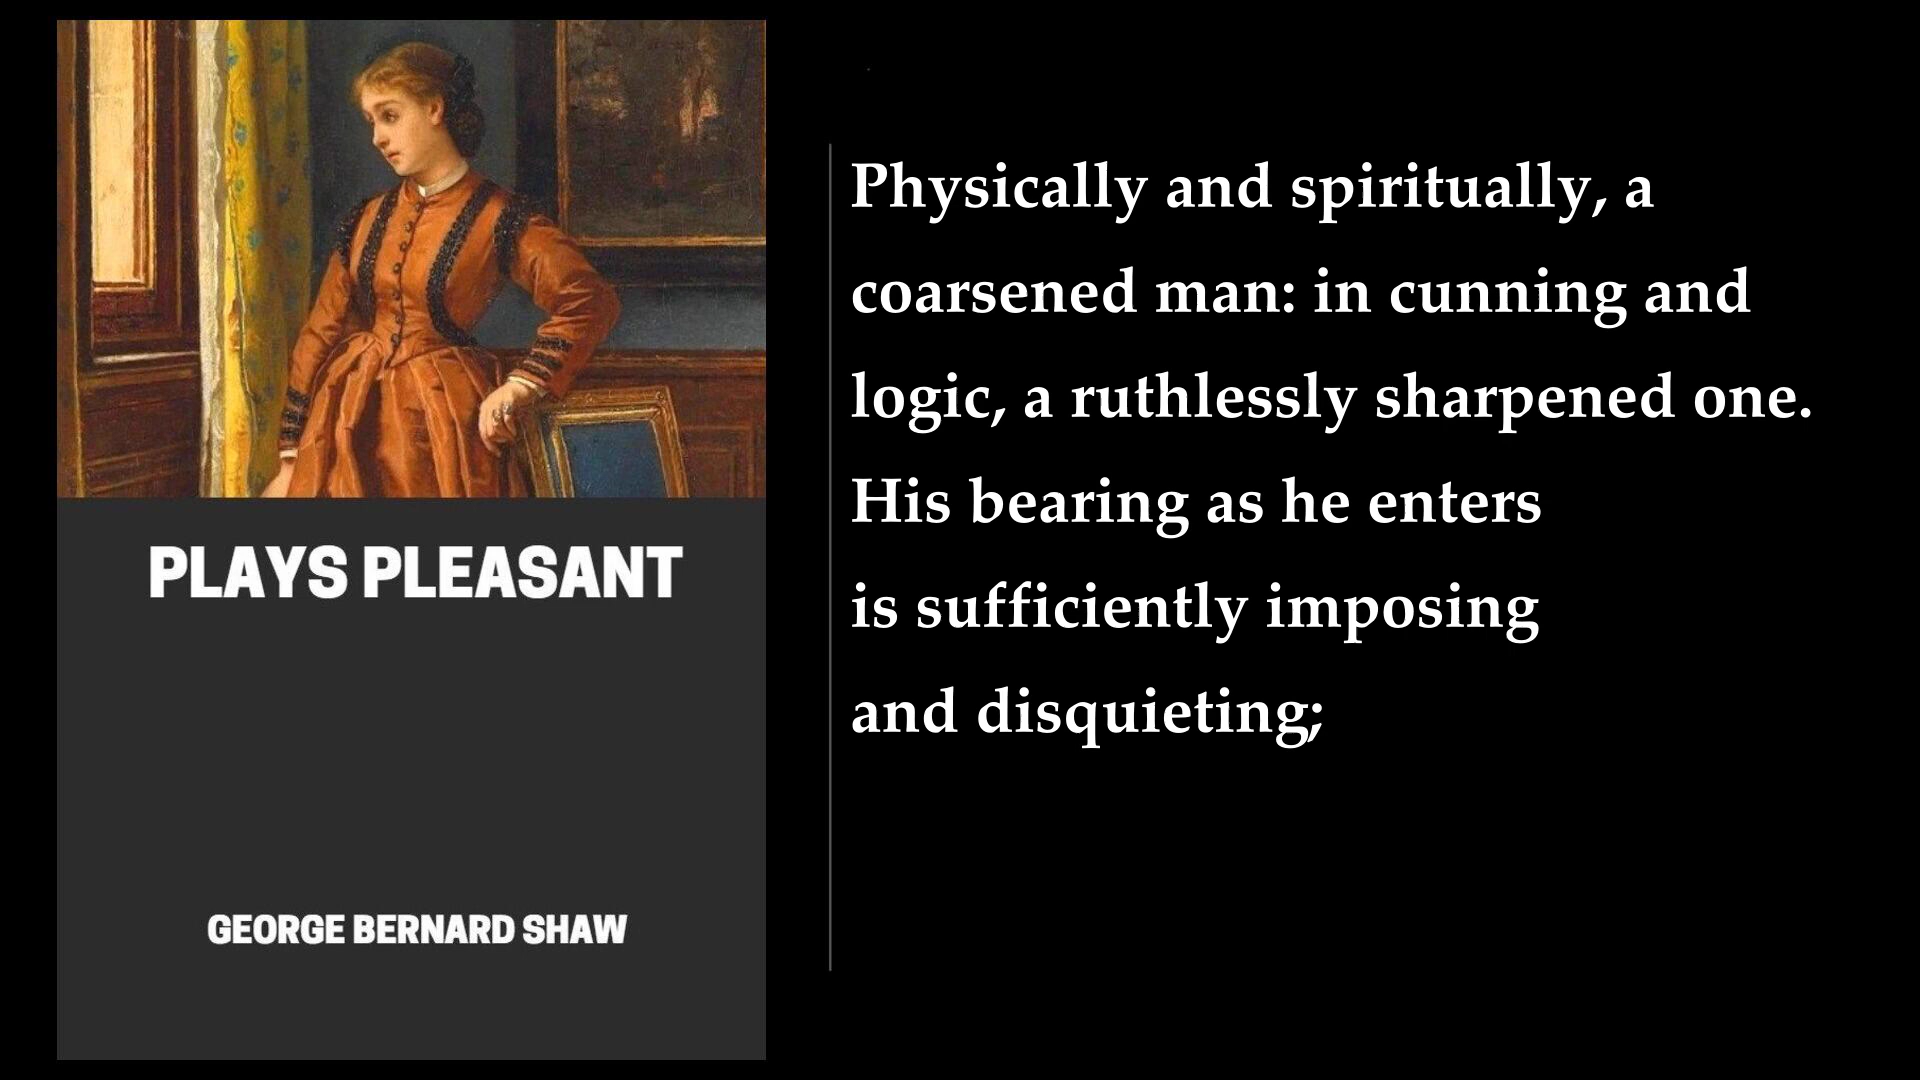 PLAYS PLEASANT
GEORGE BERNARD SHAW
Physically and spiritually, a
coarsened man: in cunning and
logic, a ruthlessly sharpened one.
His bearing as he enters
is sufficiently imposing
and disquieting;